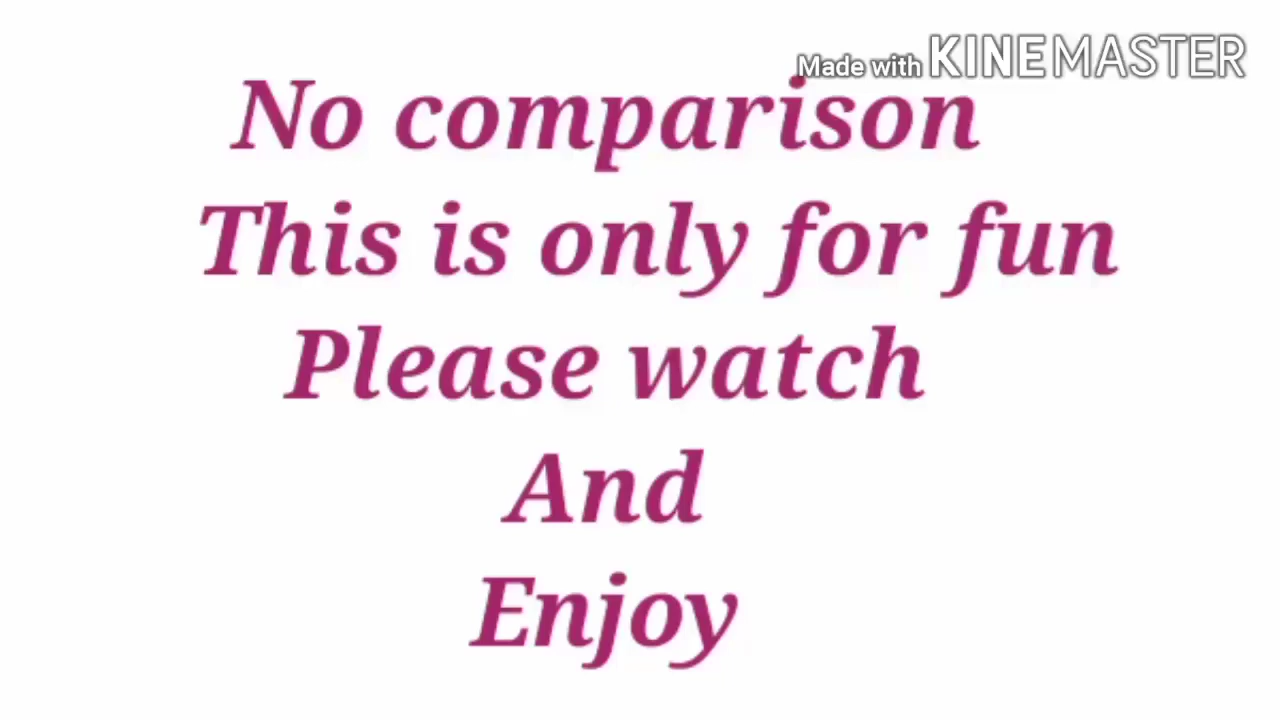 Made with KINEMASTER
No comparison
This is only for fun
Please watch
And
Enjoy